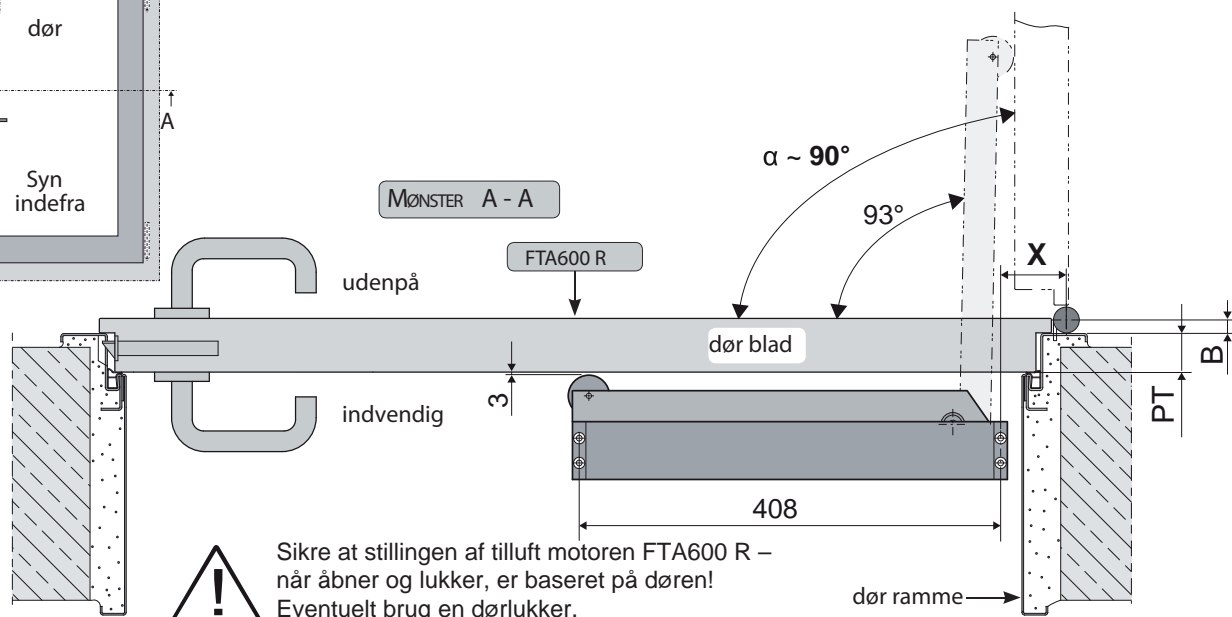 dør
A
Syn
indefra
MØNSTER A - A
FTA600 R
udenpå
α ~ 90°
93°
X
dør blad
B
PT
3
indvendig
408
Sikre at stillingen af tilluft motoren FTA600 R –
når åbner og lukker, er baseret på døren!
Eventuelt brug en dørlukker.
!
dør ramme